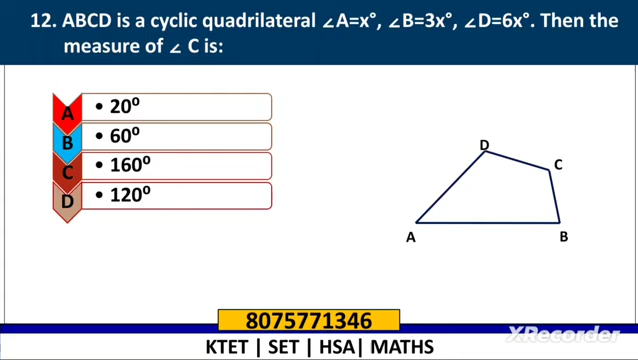 12. ABCD is a cyclic quadrilateral ∠A=x°, ∠B=3x°, ∠D=6x°. Then the
measure of ∠ C is:
A • 20⁰
B • 60⁰
C • 160⁰
D • 120⁰
D
C
A
B
8075771346
XRecorder
KTET | SET | HSA| MATHS